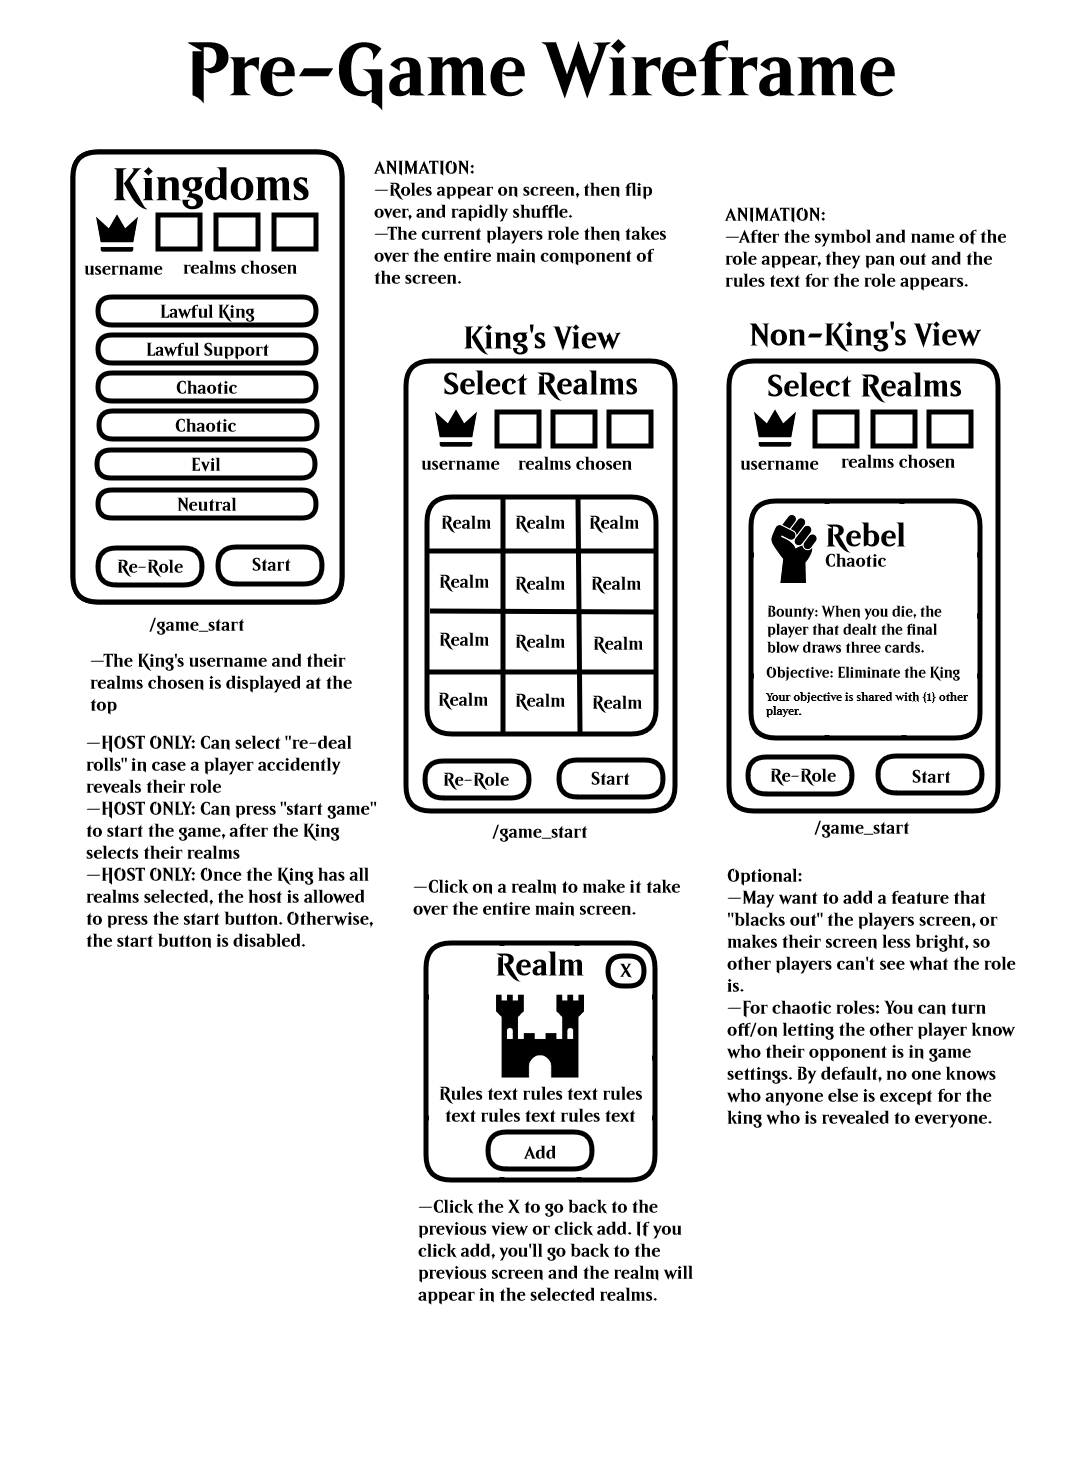 Pre-Game Wireframe
Kingdoms
username
realms chosen
Lawful King
Lawful Support
Chaotic
Chaotic
Evil
Neutral
Re-Role
Start
/game_start
—The King's username and their
realms chosen is displayed at the
top
—HOST ONLY: Can select "re-deal
rolls" in case a player accidently
reveals their role
—HOST ONLY: Can press "start game"
to start the game, after the King
selects their realms
—HOST ONLY: Once the King has all
realms selected, the host is allowed
to press the start button. Otherwise,
the start button is disabled.
ANIMATION:
—Roles appear on screen, then flip
over, and rapidly shuffle.
—The current players role then takes
over the entire main component of
the screen.
King's View
Select Realms
username
realms chosen
Realm Realm Realm
Realm Realm Realm
Realm Realm Realm
Realm Realm Realm
Re-Role
Start
/game_start
—Click on a realm to make it take
over the entire main screen.
Realm
X
Rules text rules text rules
text rules text rules text
Add
—Click the X to go back to the
previous view or click add. If you
click add, you'll go back to the
previous screen and the realm will
appear in the selected realms.
ANIMATION:
—After the symbol and name of the
role appear, they pan out and the
rules text for the role appears.
Non-King's View
Select Realms
username
realms chosen
Rebel
Chaotic
Bounty: When you die, the
player that dealt the final
blow draws three cards.
Objective: Eliminate the King
Your objective is shared with {1} other
player.
Re-Role
Start
/game_start
Optional:
—May want to add a feature that
"blacks out" the players screen, or
makes their screen less bright, so
other players can't see what the role
is.
—For chaotic roles: You can turn
off/on letting the other player know
who their opponent is in game
settings. By default, no one knows
who anyone else is except for the
king who is revealed to everyone.